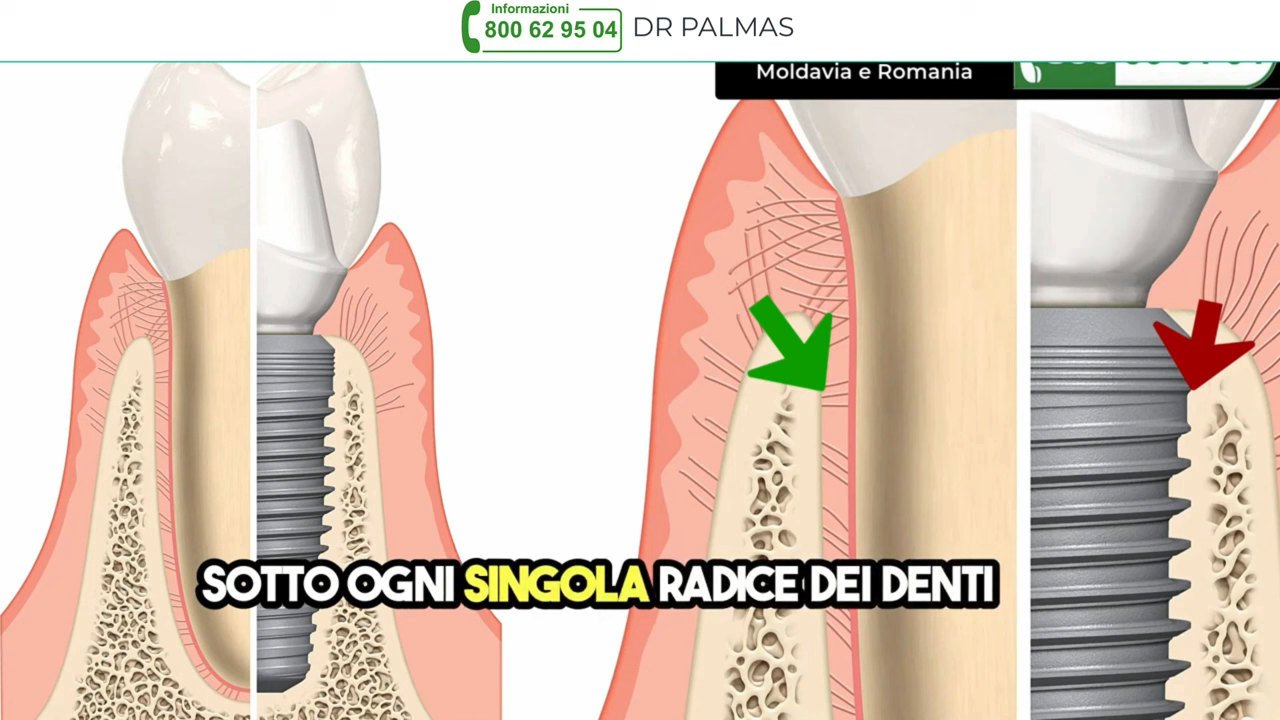 Informazioni
800 62 95 04
DR PALMAS
Moldavia e Romania
SOTTO OGNI SINGOLA RADICE DEI DENTI